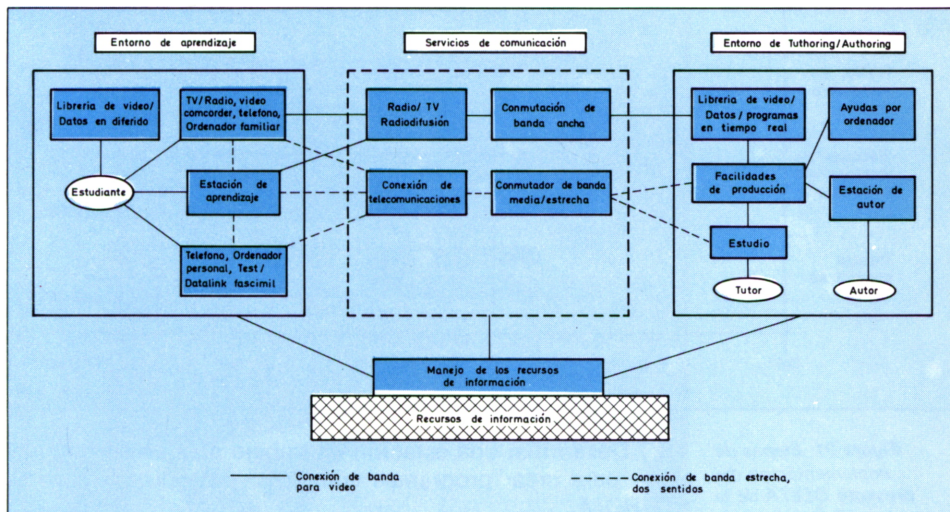 Entorno de aprendizaje
Servicios de comunicación
Entorno de Tuthoring/Authoring
Libreria de video/
Datos en diferido
TV/Radio, video
comcorder, telefono,
Ordenador familiar
Estudiante
Estación de
aprendizaje
Telefono, Ordenador
personal, Test/
Datalink fascimil
Radio/ TV
Radiodifusión
Conmutación de
banda ancha
Conexión de
telecomunicaciones
Conmutador de banda
media/estrecha
Libreria de video/
Datos/programas
en tiempo real
Ayudas por
ordenador
Facilidades
de producción
Estación de
autor
Estudio
Tutor
Autor
Manejo de los recursos
de información
Recursos de información
Conexión de banda
para video
Conexión de banda estrecha,
dos sentidos